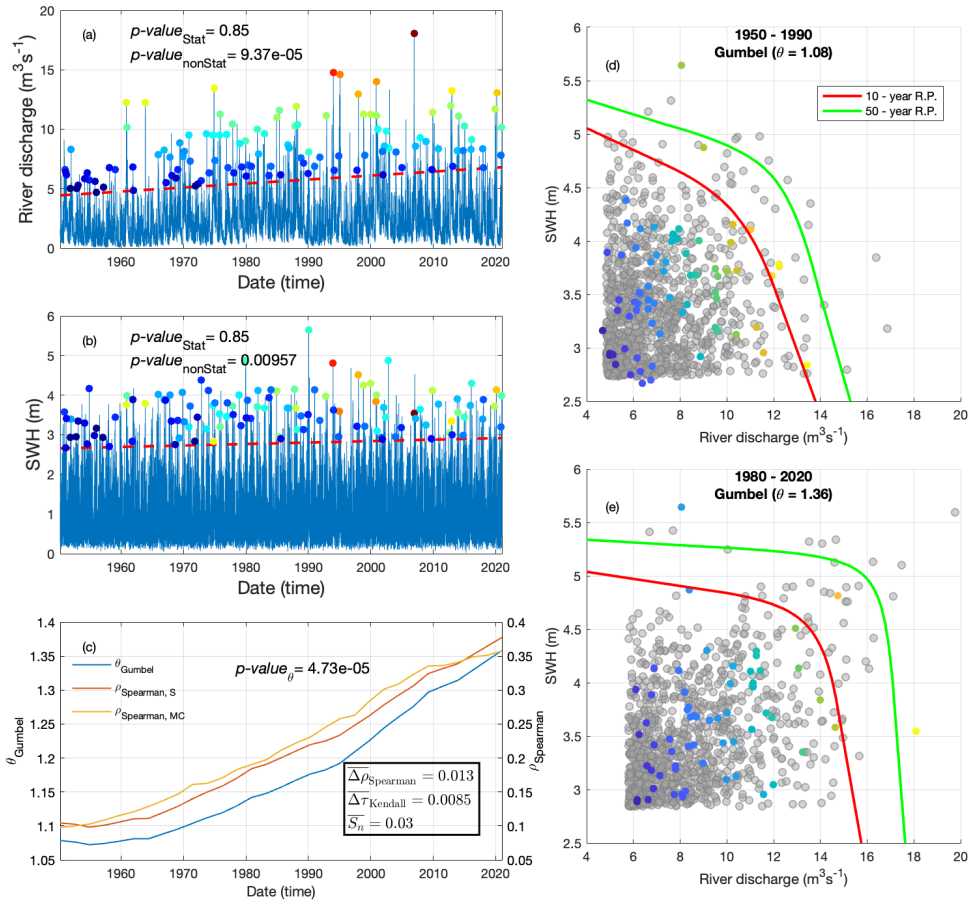 (a)
p-value_Stat = 0.85
p-value_nonStat = 9.37e-05
River discharge (m³s⁻¹)
20
15
10
5
0
1960 1970 1980 1990 2000 2010 2020
Date (time)
(b)
p-value_Stat = 0.85
p-value_nonStat = 0.00957
SWH (m)
6
5
4
3
2
1
0
1960 1970 1980 1990 2000 2010 2020
Date (time)
(c)
θ_Gumbel
ρ_Spearman, S
ρ_Spearman, MC
p-value_θ = 4.73e-05
θ_Gumbel
1.4
1.35
1.3
1.25
1.2
1.15
1.1
1.05
0.4
0.35
0.3
0.25
0.2
0.15
0.1
0.05
ρ_Spearman
Δρ̅_Spearman = 0.013
Δτ̅_Kendall = 0.0085
S̅_n = 0.03
1960 1970 1980 1990 2000 2010 2020
Date (time)
1950 - 1990
Gumbel (θ = 1.08)
(d)
10 - year R.P.
50 - year R.P.
SWH (m)
6
5.5
5
4.5
4
3.5
3
2.5
4 6 8 10 12 14 16 18 20
River discharge (m³s⁻¹)
1980 - 2020
Gumbel (θ = 1.36)
(e)
SWH (m)
6
5.5
5
4.5
4
3.5
3
2.5
4 6 8 10 12 14 16 18 20
River discharge (m³s⁻¹)